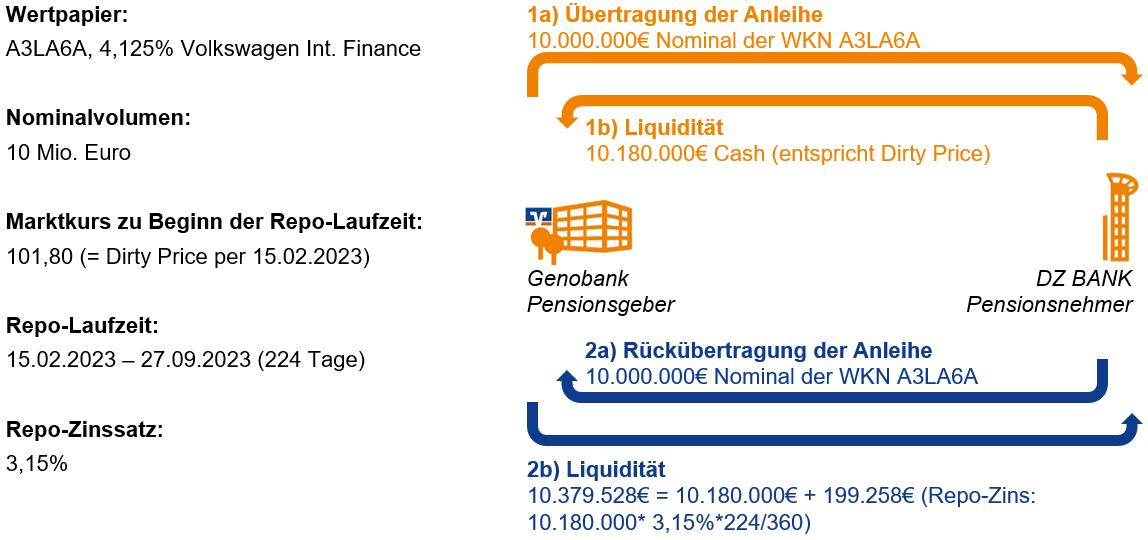 Wertpapier:
A3LA6A, 4,125% Volkswagen Int. Finance
Nominalvolumen:
10 Mio. Euro
Marktkurs zu Beginn der Repo-Laufzeit:
101,80 (= Dirty Price per 15.02.2023)
Repo-Laufzeit:
15.02.2023 – 27.09.2023 (224 Tage)
Repo-Zinssatz:
3,15%
1a) Übertragung der Anleihe
10.000.000€ Nominal der WKN A3LA6A
1b) Liquidität
10.180.000€ Cash (entspricht Dirty Price)
Genobank
Pensionsgeber
DZ BANK
Pensionsnehmer
2a) Rückübertragung der Anleihe
10.000.000€ Nominal der WKN A3LA6A
2b) Liquidität
10.379.528€ = 10.180.000€ + 199.258€ (Repo-Zins:
10.180.000* 3,15%*224/360)